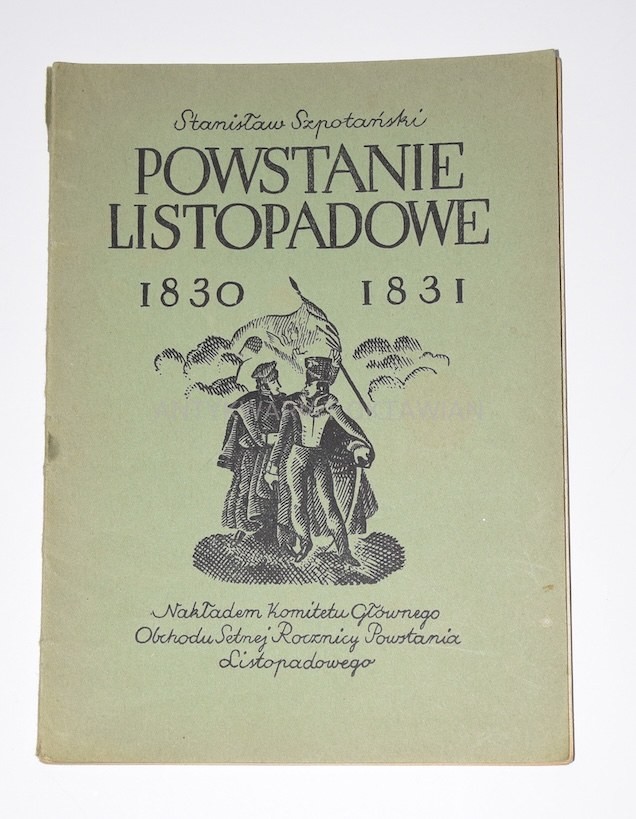 Stanisław Szpotański
POWSTANIE
LISTOPADOWE
1830 1831
Nakładem Komitetu Głównego
Obchodu Setnej Rocznicy Powstania
Listopadowego